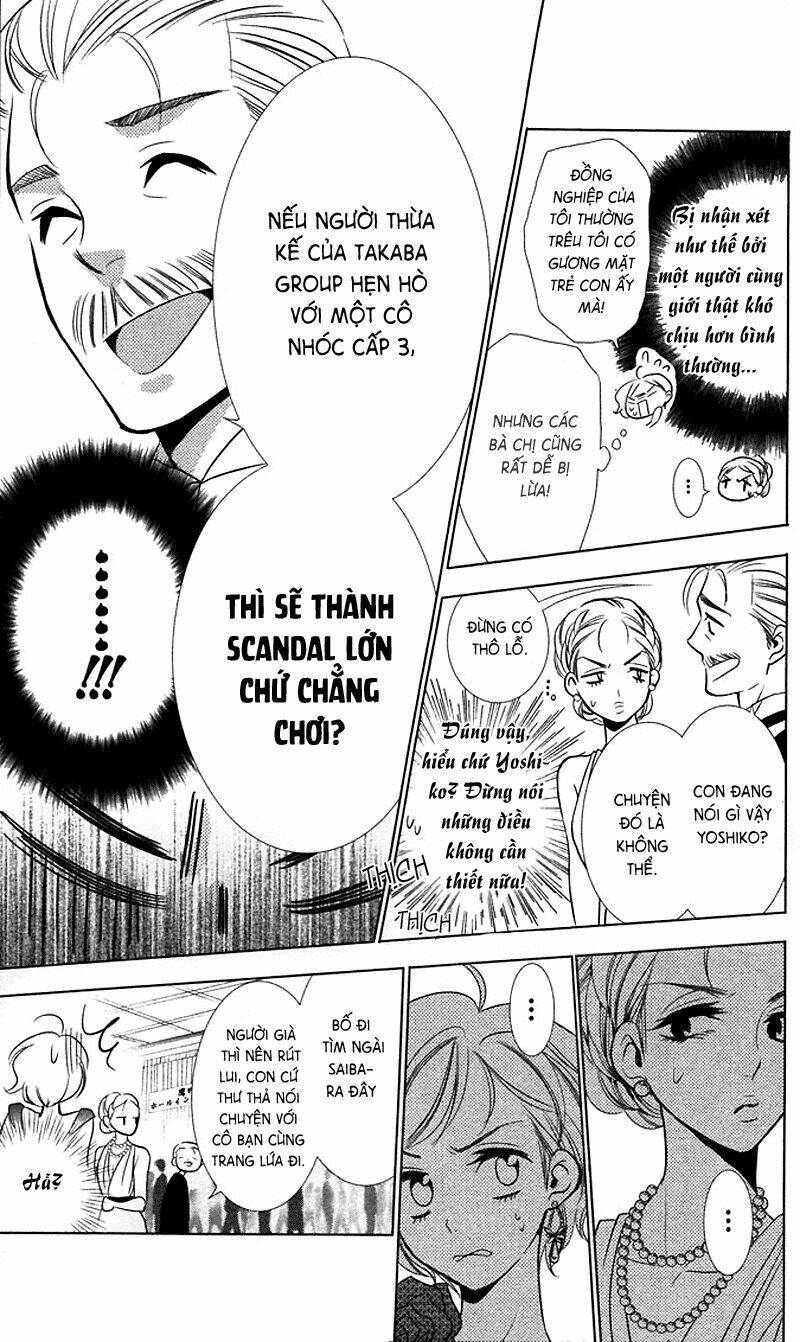 Bị nhận xét
như thế bởi
một người cùng
giới thật khó
chịu hơn bình
thường...
ĐỒNG
NGHIỆP CỦA
TÔI THƯỜNG
TRÊU TÔI CÓ
GƯƠNG MẶT
TRẺ CON ẤY
MÀ!
NHƯNG CÁC
BÀ CHỊ CŨNG
RẤT DỄ BỊ
LỪA!
...
NẾU NGƯỜI THỪA
KẾ CỦA TAKABA
GROUP HẸN HÒ
VỚI MỘT CÔ
NHÓC CẤP 3,
THÌ SẼ THÀNH
SCANDAL LỚN
CHỨ CHẲNG
CHƠI?
......!!!
CON ĐANG
NÓI GÌ VẬY
YOSHIKO?
CHUYỆN
ĐÓ LÀ
KHÔNG
THỂ.
ĐỪNG CÓ
THÔ LỖ.
Đúng vậy,
hiểu chứ Yoshi-
ko? Đừng nói
những điều
không cần
thiết nữa!
THỊCH
THỊCH
...
...
BỐ ĐI
TÌM NGÀI
SAIBA-
RA ĐÂY
NGƯỜI GIÀ
THÌ NÊN RÚT
LUI, CON CỨ
THƯ THẢ NÓI
CHUYỆN VỚI
CÔ BẠN CÙNG
TRANG LỨA ĐI.
ホールイン
Hả?